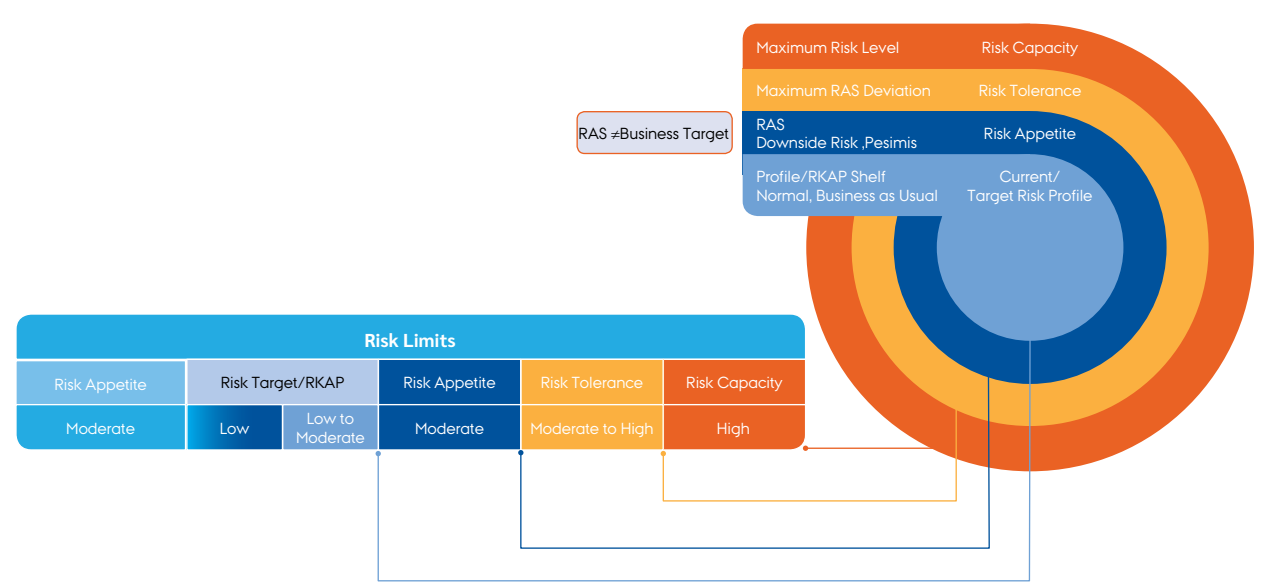 Maximum Risk Level
Risk Capacity
Maximum RAS Deviation
Risk Tolerance
RAS ≠Business Target
RAS
Downside Risk ,Pesimis
Risk Appetite
Profile/RKAP Shelf
Normal, Business as Usual
Current/
Target Risk Profile
Risk Limits
Risk Appetite
Risk Target/RKAP
Risk Appetite
Risk Tolerance
Risk Capacity
Moderate
Low
Low to
Moderate
Moderate
Moderate to High
High